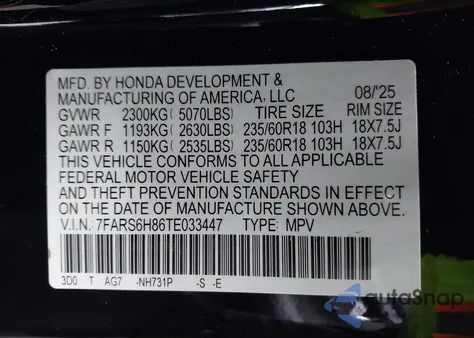 MFD. BY HONDA DEVELOPMENT &
MANUFACTURING OF AMERICA, LLC 08/'25
GVWR 2300KG( 5070LBS) TIRE SIZE RIM SIZE
GAWR F 1193KG( 2630LBS) 235/60R18 103H 18X7.5J
GAWR R 1150KG( 2535LBS) 235/60R18 103H 18X7.5J
THIS VEHICLE CONFORMS TO ALL APPLICABLE
FEDERAL MOTOR VEHICLE SAFETY
AND THEFT PREVENTION STANDARDS IN EFFECT
ON THE DATE OF MANUFACTURE SHOWN ABOVE.
V.I.N.: 7FARS6H86TE033447 TYPE: MPV
3D0 T AG7 -NH731P -S -E
autoSnap